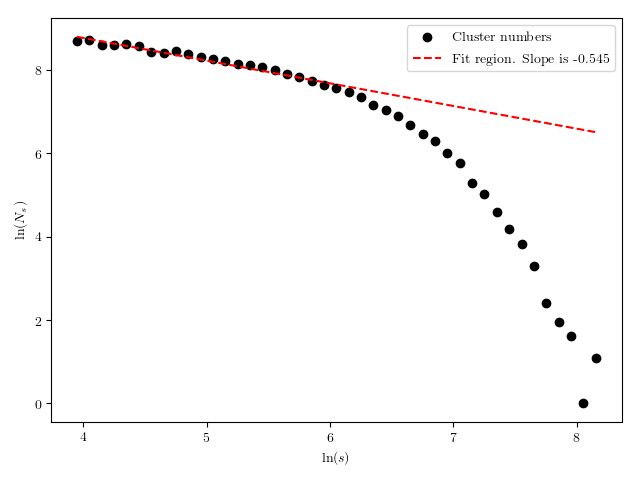 Cluster numbers
Fit region. Slope is -0.545
8
6
4
2
0
ln(N_s)
4
5
6
7
8
ln(s)